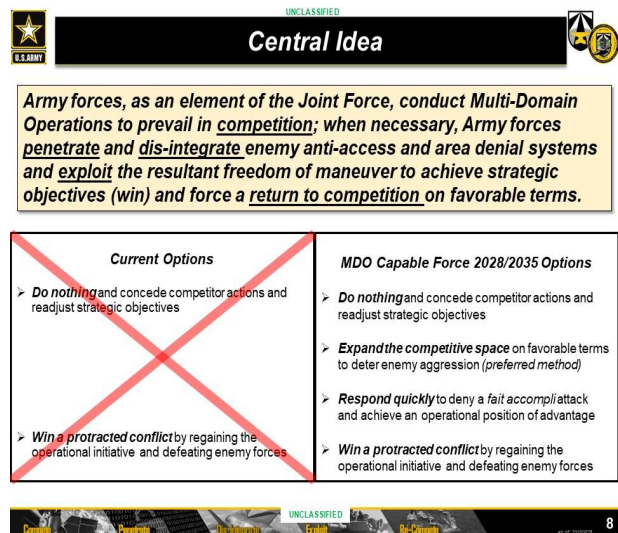 UNCLASSIFIED
U.S.ARMY
Central Idea
Army forces, as an element of the Joint Force, conduct Multi-Domain
Operations to prevail in competition; when necessary, Army forces
penetrate and dis-integrate enemy anti-access and area denial systems
and exploit the resultant freedom of maneuver to achieve strategic
objectives (win) and force a return to competition on favorable terms.
Current Options
➢ Do nothing and concede competitor actions and
readjust strategic objectives
➢ Win a protracted conflict by regaining the
operational initiative and defeating enemy forces
MDO Capable Force 2028/2035 Options
➢ Do nothing and concede competitor actions and
readjust strategic objectives
➢ Expand the competitive space on favorable terms
to deter enemy aggression (preferred method)
➢ Respond quickly to deny a fait accompli attack
and achieve an operational position of advantage
➢ Win a protracted conflict by regaining the
operational initiative and defeating enemy forces
UNCLASSIFIED
Compete Penetrate Dis-integrate Exploit Re-Compete
8